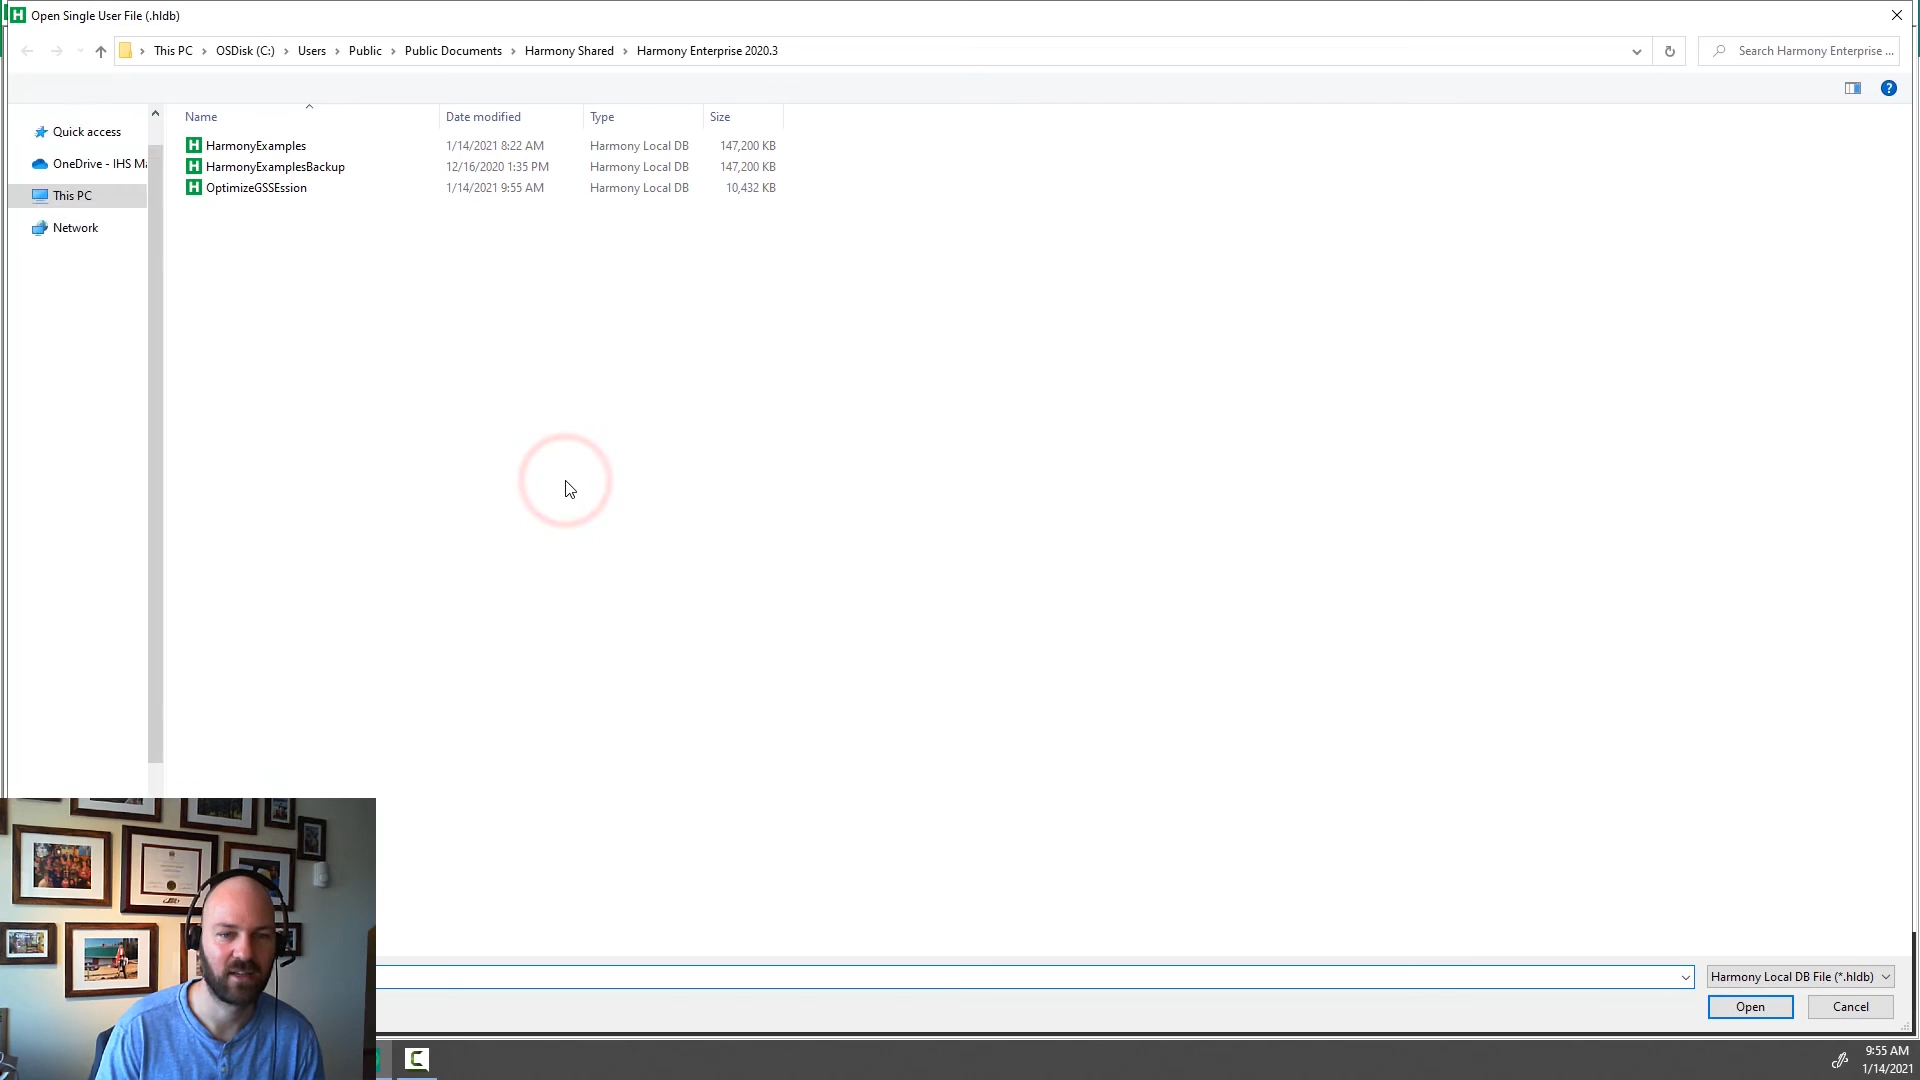 H Open Single User File (.hldb)
This PC > OSDisk (C:) > Users > Public > Public Documents > Harmony Shared > Harmony Enterprise 2020.3
Search Harmony Enterprise ...
?
Name Date modified Type Size
Quick access
OneDrive - IHS Ma
This PC
Network
H HarmonyExamples 1/14/2021 8:22 AM Harmony Local DB 147,200 KB
H HarmonyExamplesBackup 12/16/2020 1:35 PM Harmony Local DB 147,200 KB
H OptimizeGSSEssion 1/14/2021 9:55 AM Harmony Local DB 10,432 KB
Harmony Local DB File (*.hldb)
Open Cancel
C
9:55 AM
1/14/2021